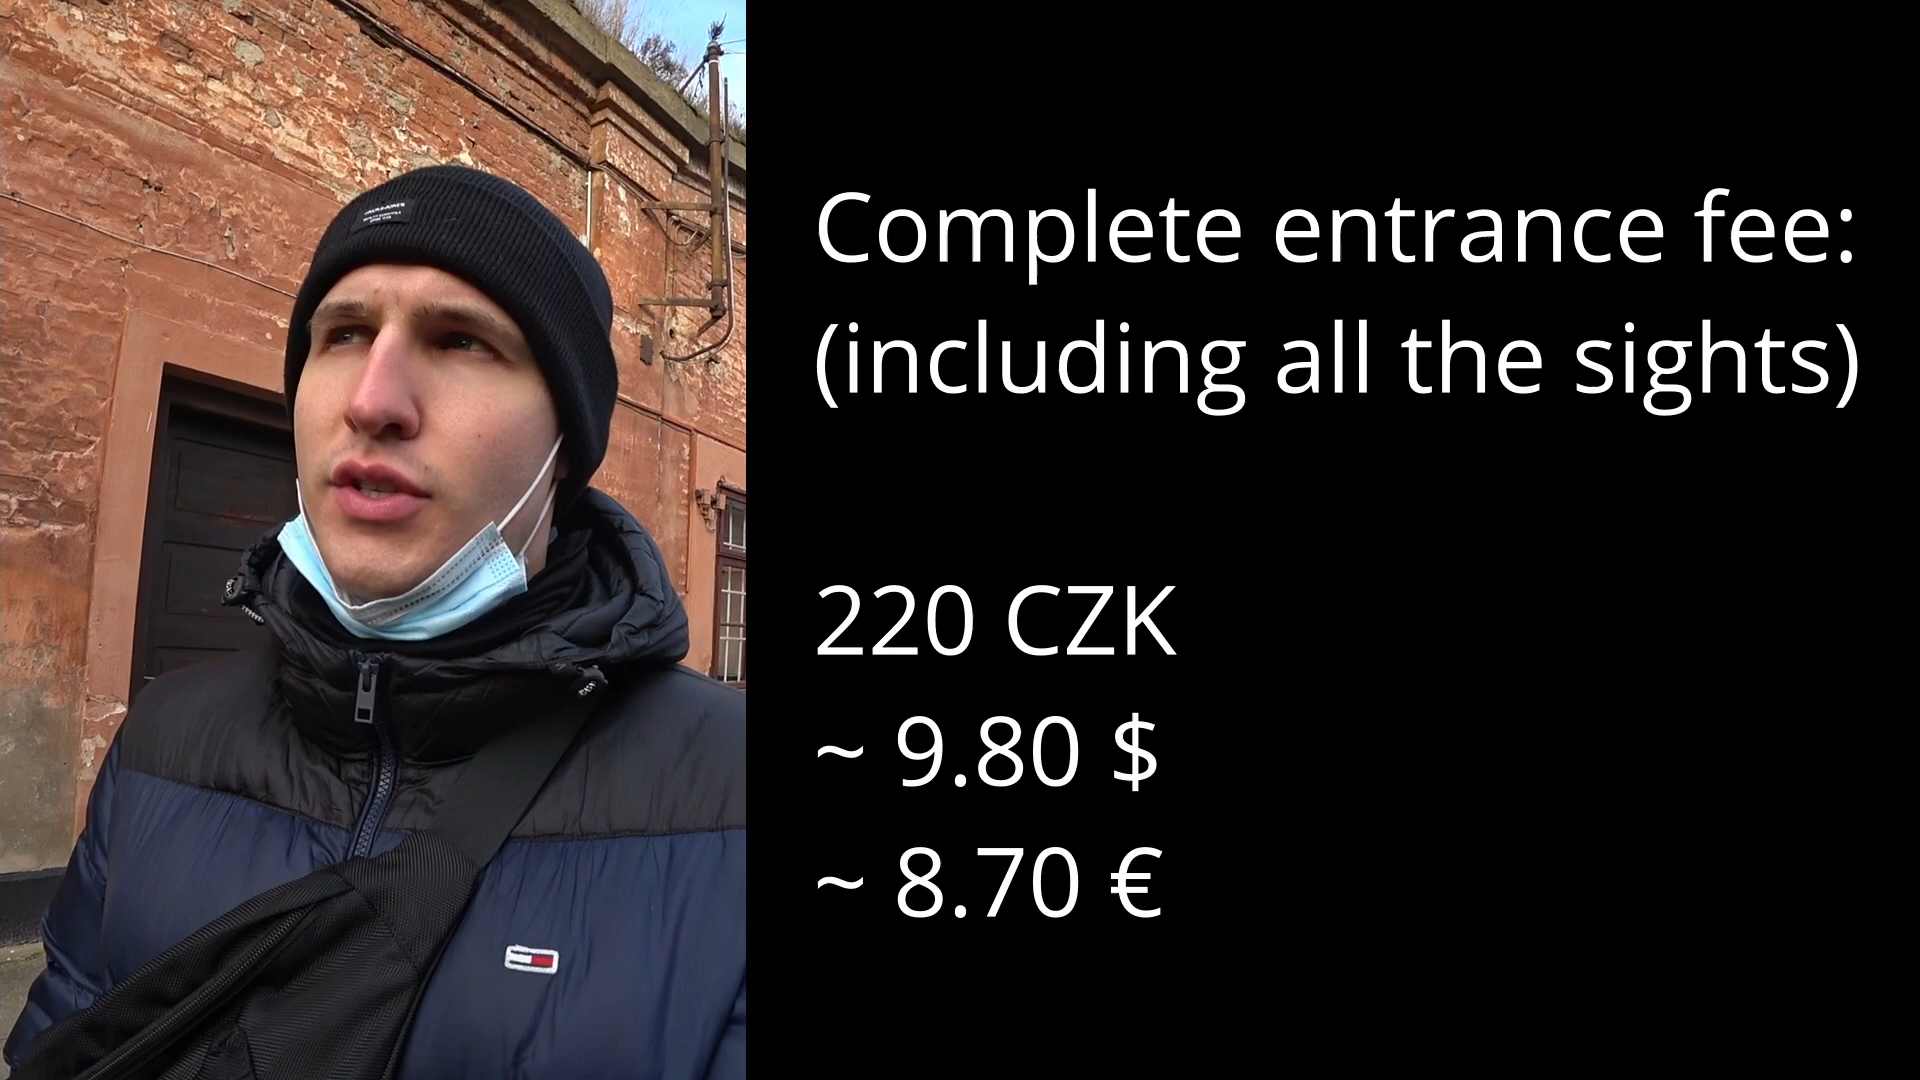 Complete entrance fee:
(including all the sights)
220 CZK
~ 9.80 $
~ 8.70 €